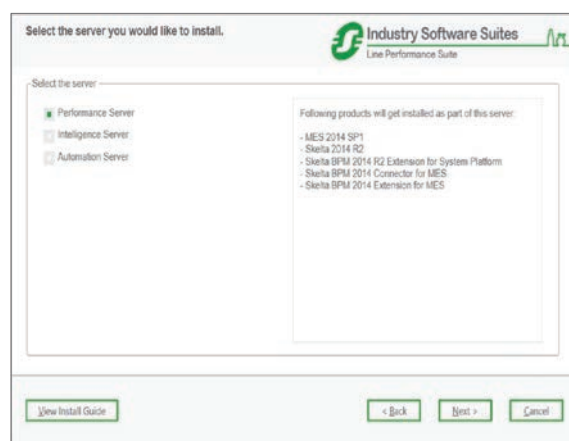 Select the server you would like to install.
Industry Software Suites
Line Performance Suite
Select the server
Performance Server
Intelligence Server
Automation Server
Following products will get installed as part of this server:
- MES 2014 SP1
- Skelta 2014 R2
- Skelta BPM 2014 R2 Extension for System Platform
- Skelta BPM 2014 Connector for MES
- Skelta BPM 2014 Extension for MES
View Install Guide
< Back
Next >
Cancel